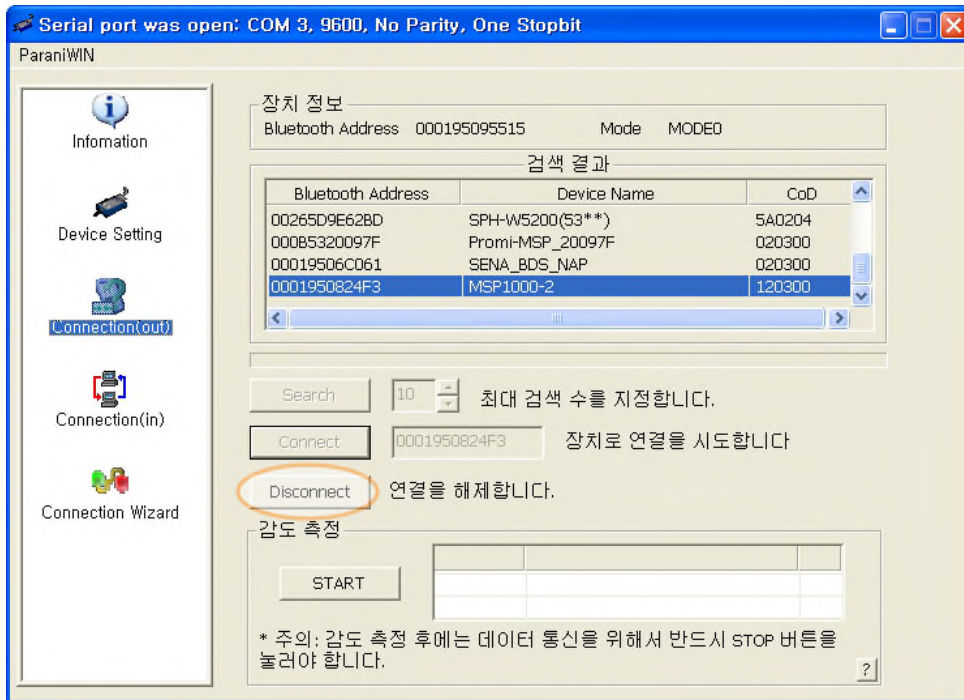 Serial port was open: COM 3, 9600, No Parity, One Stopbit
ParaniWIN
Infomation
Device Setting
Connection(out)
Connection(in)
Connection Wizard
장치 정보
Bluetooth Address 000195095515 Mode MODE0
검색 결과
Bluetooth Address Device Name CoD
00265D9E62BD SPH-W5200(53**) 5A0204
000B5320097F Promi-MSP_20097F 020300
00019506C061 SENA_BDS_NAP 020300
0001950824F3 MSP1000-2 120300
Search 10 최대 검색 수를 지정합니다.
Connect 0001950824F3 장치로 연결을 시도합니다
Disconnect 연결을 해제합니다.
감도 측정
START
* 주의: 감도 측정 후에는 데이터 통신을 위해서 반드시 STOP 버튼을
눌러야 합니다.
?